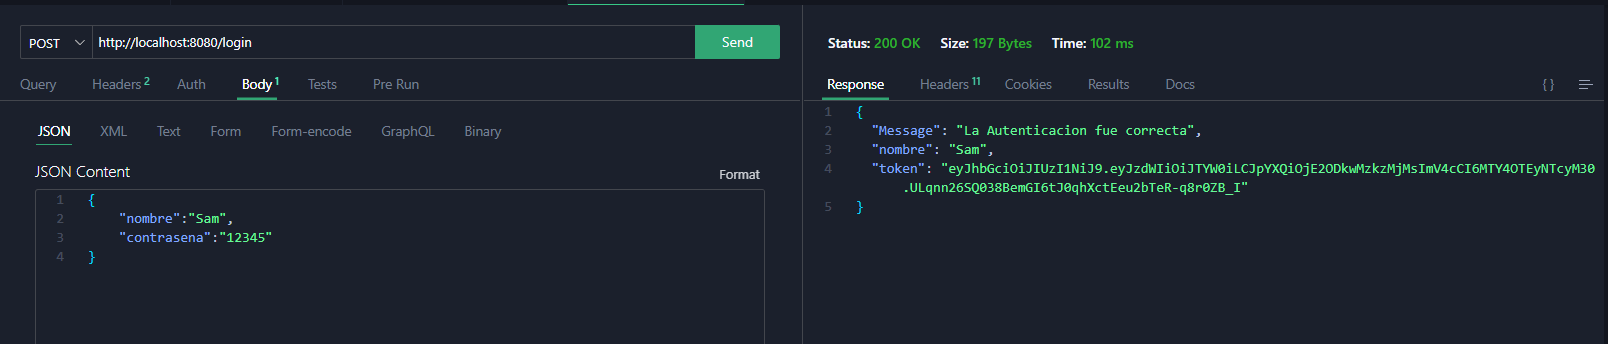 POST http://localhost:8080/login Send
Query Headers 2 Auth Body 1 Tests Pre Run
JSON XML Text Form Form-encode GraphQL Binary
JSON Content Format
1 {
2 "nombre":"Sam",
3 "contrasena":"12345"
4 }
Status: 200 OK Size: 197 Bytes Time: 102 ms
Response Headers 11 Cookies Results Docs { }
1 {
2 "Message": "La Autenticacion fue correcta",
3 "nombre": "Sam",
4 "token": "eyJhbGciOiJIUzI1NiJ9.eyJzdWIiOiJTYW0iLCJpYXQiOjE2ODkwMzkzMjMsImV4cCI6MTY4OTEyNTcyM30
.ULqnn26SQ038BemGI6tJ0qhXctEeu2bTeR-q8r0ZB_I"
5 }